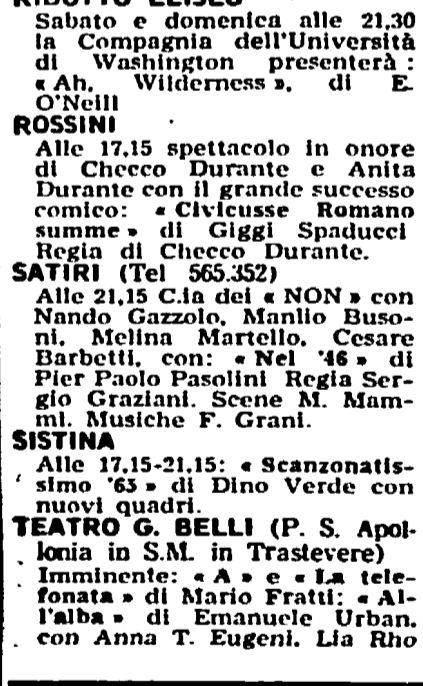 RIDOTTO ELISEO
Sabato e domenica alle 21,30
la Compagnia dell'Università
di Washington presenterà :
« Ah, Wilderness », di E.
O'Neill
ROSSINI
Alle 17,15 spettacolo in onore
di Checco Durante e Anita
Durante con il grande successo
comico: « Civicusse Romano
summe » di Giggi Spaducci
Regia di Checco Durante.
SATIRI (Tel 565.352)
Alle 21,15 C.ia dei « NON » con
Nando Gazzolo, Manlio Buso-
ni, Melina Martello, Cesare
Barbetti, con: « Nel '46 » di
Pier Paolo Pasolini Regia Ser-
gio Graziani. Scene M. Mam-
mi. Musiche F. Grani.
SISTINA
Alle 17,15-21,15: « Scanzonatis-
simo '63 » di Dino Verde con
nuovi quadri.
TEATRO G. BELLI (P. S. Apol-
lonia in S.M. in Trastevere)
Imminente: « A » e « La tele-
fonata » di Mario Fratti: « Al-
l'alba » di Emanuele Urban.
con Anna T. Eugeni. Lia Rho